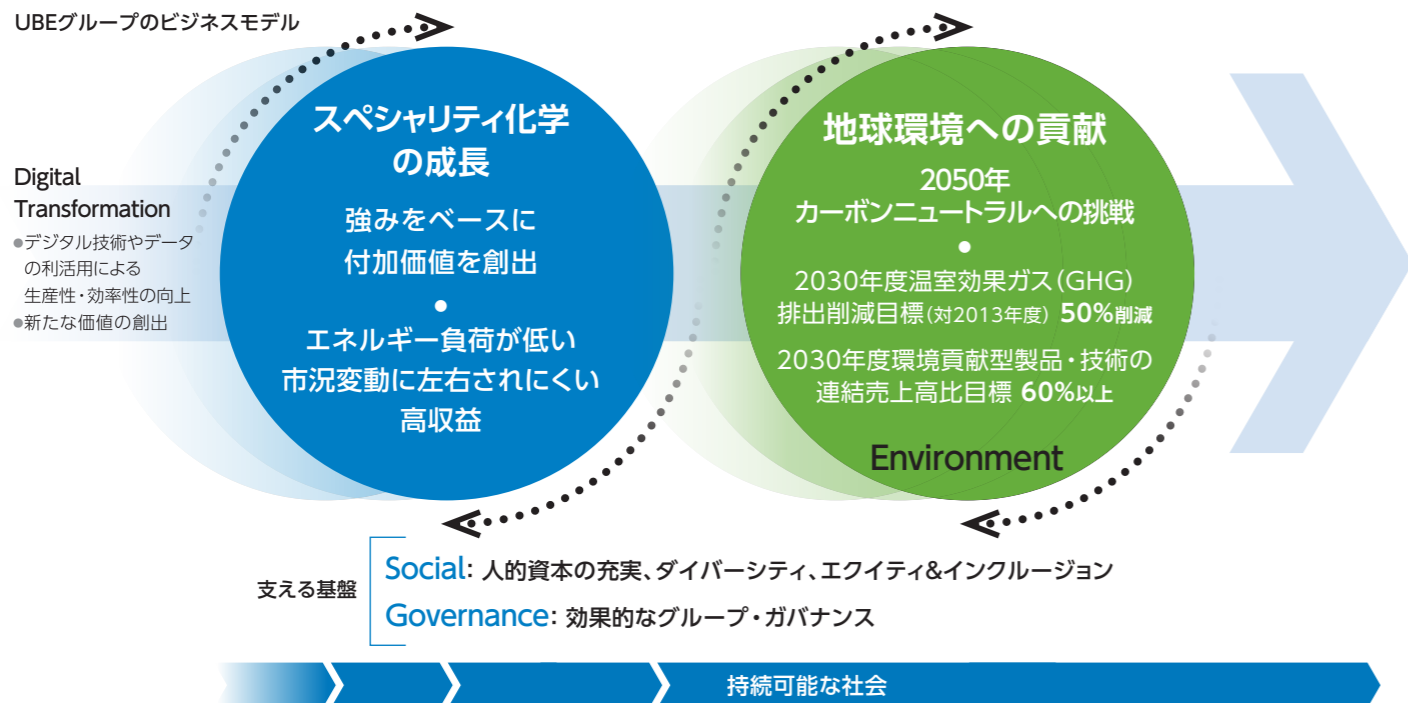 UBEグループのビジネスモデル
Digital
Transformation
●デジタル技術やデータ
の利活用による
生産性・効率性の向上
●新たな価値の創出
スペシャリティ化学
の成長
強みをベースに
付加価値を創出
●
エネルギー負荷が低い
市況変動に左右されにくい
高収益
地球環境への貢献
2050年
カーボンニュートラルへの挑戦
●
2030年度温室効果ガス(GHG)
排出削減目標(対2013年度) 50%削減
2030年度環境貢献型製品・技術の
連結売上高比目標 60%以上
Environment
支える基盤
Social: 人的資本の充実、ダイバーシティ、エクイティ&インクルージョン
Governance: 効果的なグループ・ガバナンス
持続可能な社会